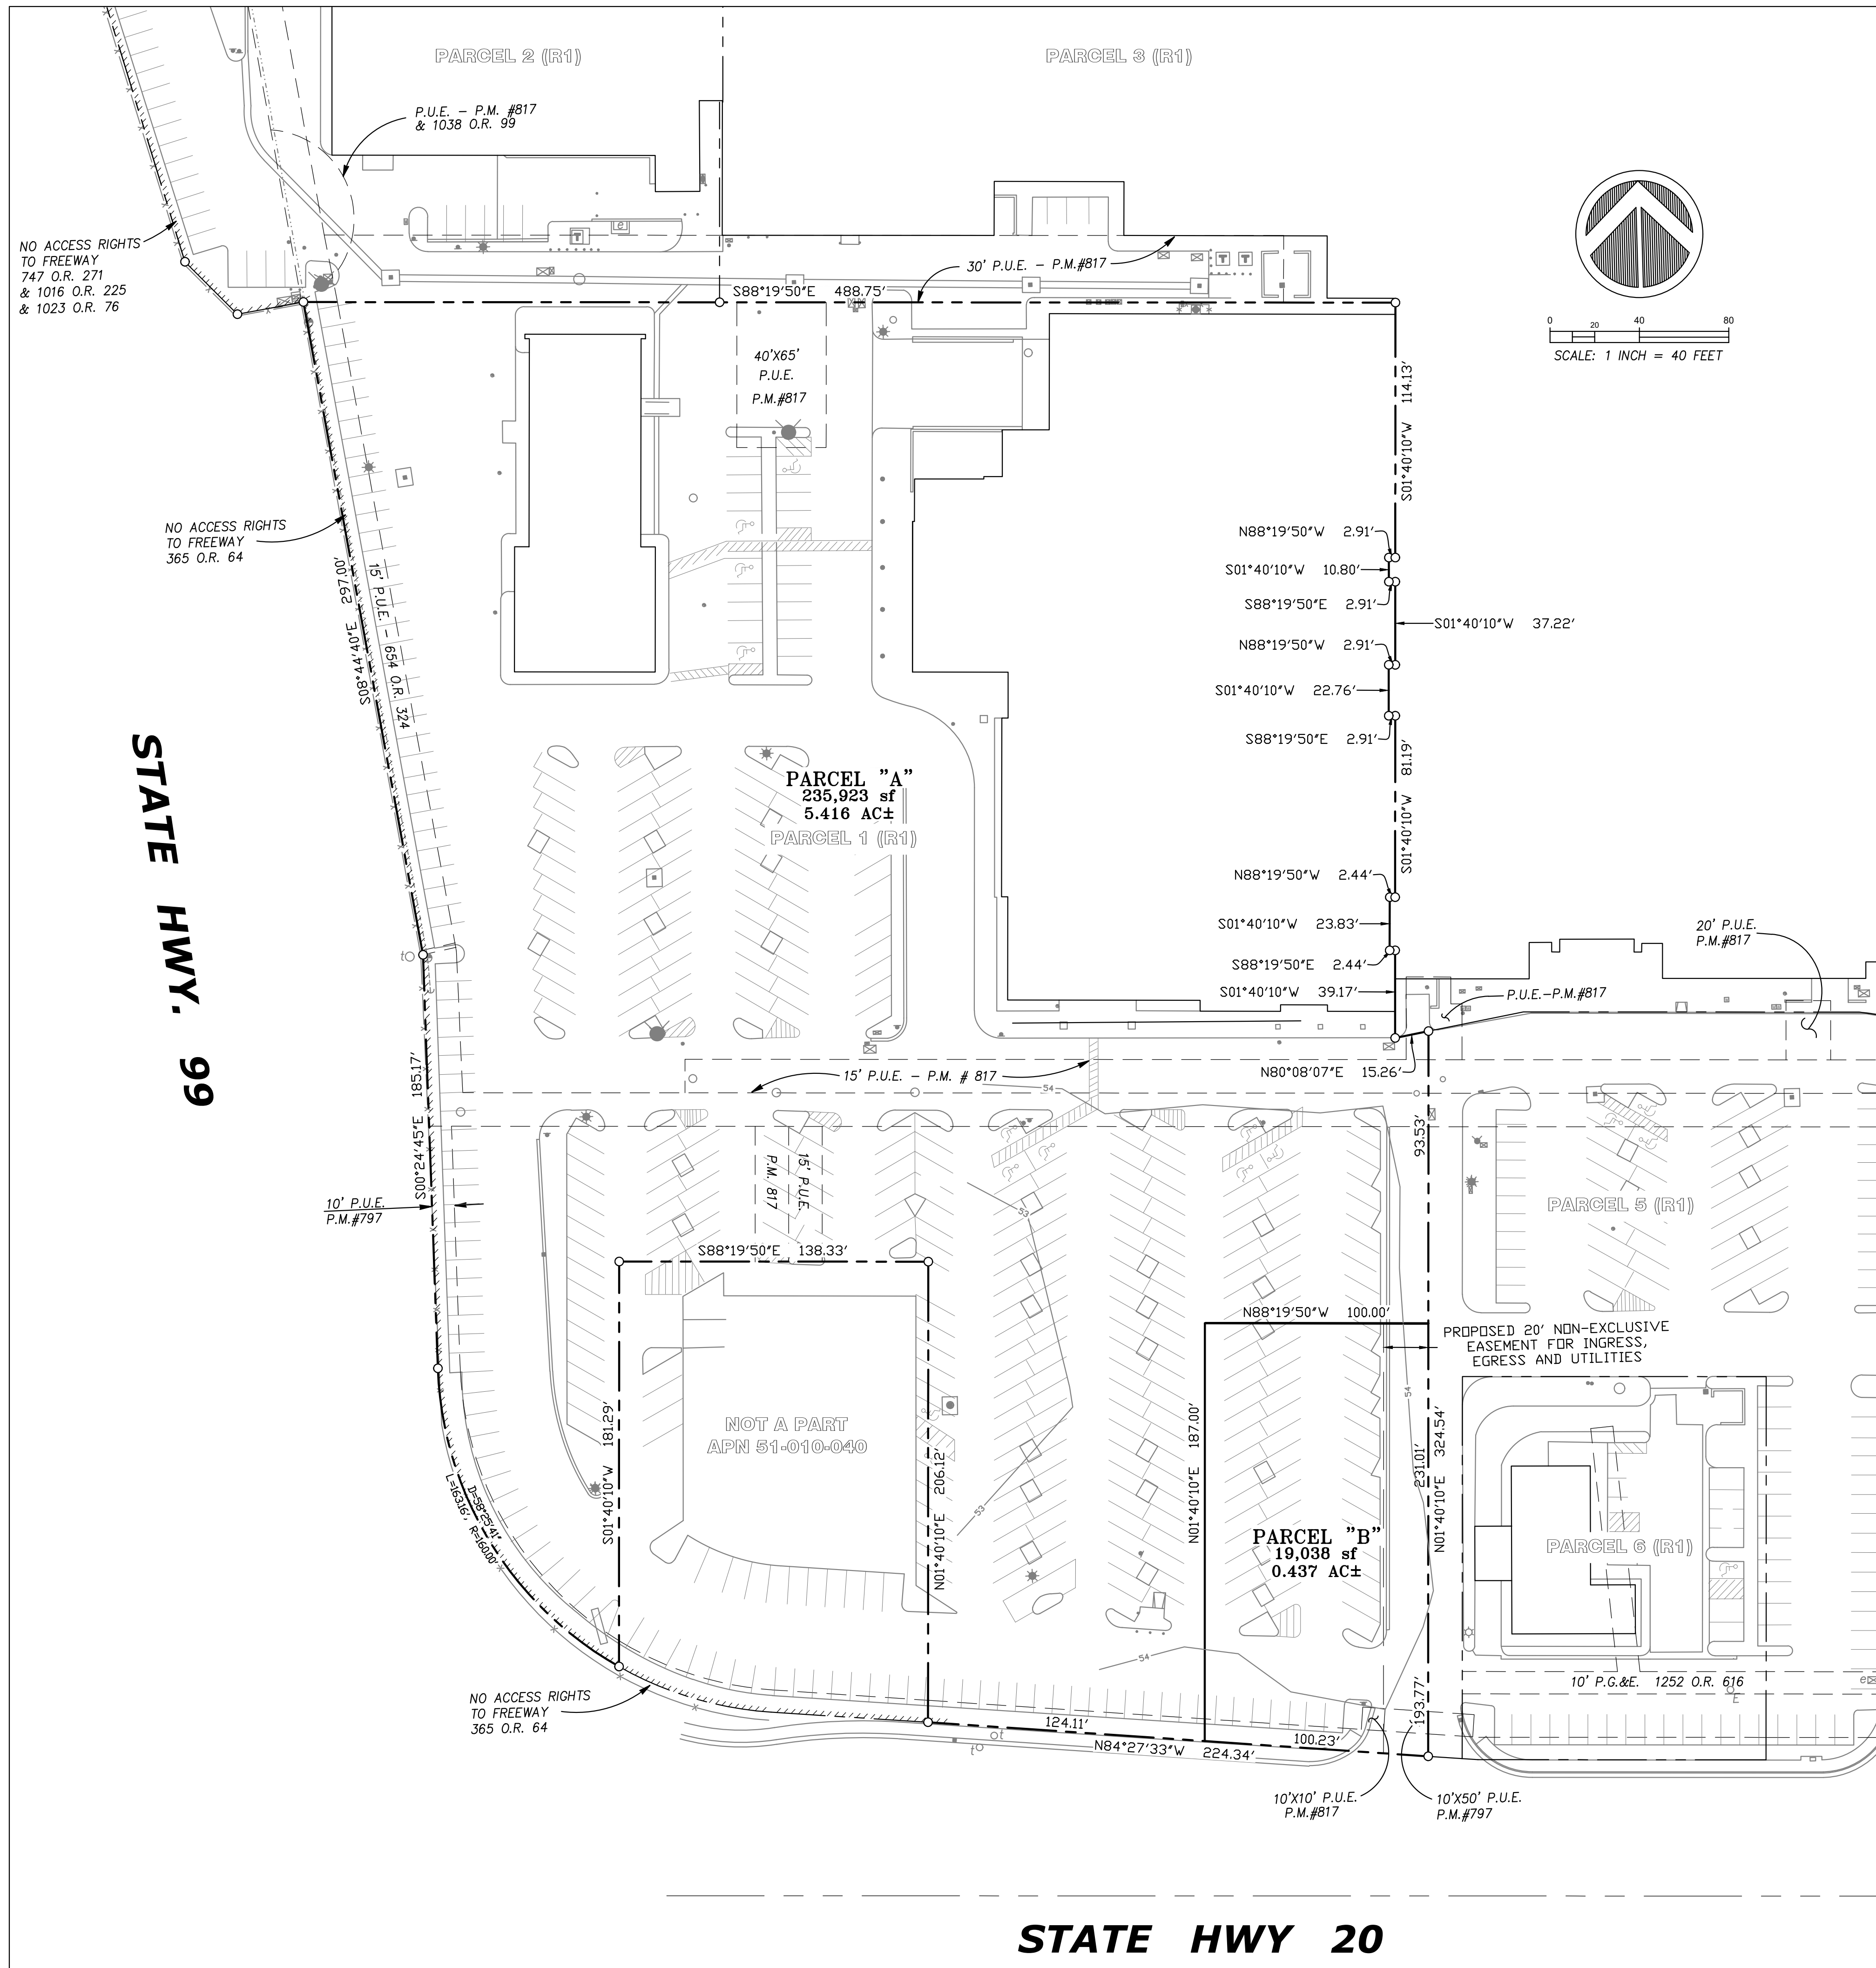 PARCEL 2 (R1)
PARCEL 3 (R1)
P.U.E. - P.M. #817
& 1038 O.R. 99
NO ACCESS RIGHTS
TO FREEWAY
747 O.R. 271
& 1016 O.R. 225
& 1023 O.R. 76
e
T
T
T
30' P.U.E. - P.M.#817
S88°19'50"E 488.75'
0
20
40
80
SCALE: 1 INCH = 40 FEET
40'X65'
P.U.E.
P.M.#817
S01°40'10"W 114.13'
NO ACCESS RIGHTS
TO FREEWAY
365 O.R. 64
S08°44'40"E 297.00'
15' P.U.E. - 654 O.R. 324
N88°19'50"W 2.91'
S01°40'10"W 10.80'
S88°19'50"E 2.91'
S01°40'10"W 37.22'
N88°19'50"W 2.91'
S01°40'10"W 22.76'
S88°19'50"E 2.91'
S01°40'10"W 81.19'
STATE HWY. 99
PARCEL "A"
235,923 sf
5.416 AC±
PARCEL 1 (R1)
N88°19'50"W 2.44'
S01°40'10"W 23.83'
S88°19'50"E 2.44'
S01°40'10"W 39.17'
20' P.U.E.
P.M.#817
P.U.E.-P.M.#817
t
N80°08'07"E 15.26'
15' P.U.E. - P.M. # 817
54
S00°24'45"E 185.17'
93.53'
15' P.U.E.
P.M. 817
53
10' P.U.E.
P.M.#797
PARCEL 5 (R1)
S88°19'50"E 138.33'
N88°19'50"W 100.00'
PROPOSED 20' NON-EXCLUSIVE
EASEMENT FOR INGRESS,
EGRESS AND UTILITIES
54
NOT A PART
APN 51-010-040
S01°40'10"W 181.29'
N01°40'10"E 206.12'
N01°40'10"E 187.00'
231.01'
N01°40'10"E 324.54'
53
D=58°25'41"
L=163.16' R=160.00'
PARCEL "B"
19,038 sf
0.437 AC±
PARCEL 6 (R1)
54
10' P.G.&E. 1252 O.R. 616
E
e
NO ACCESS RIGHTS
TO FREEWAY
365 O.R. 64
193.77'
124.11'
100.23'
N84°27'33"W 224.34'
t
t
10'X10' P.U.E.
P.M.#817
10'X50' P.U.E.
P.M.#797
STATE HWY 20